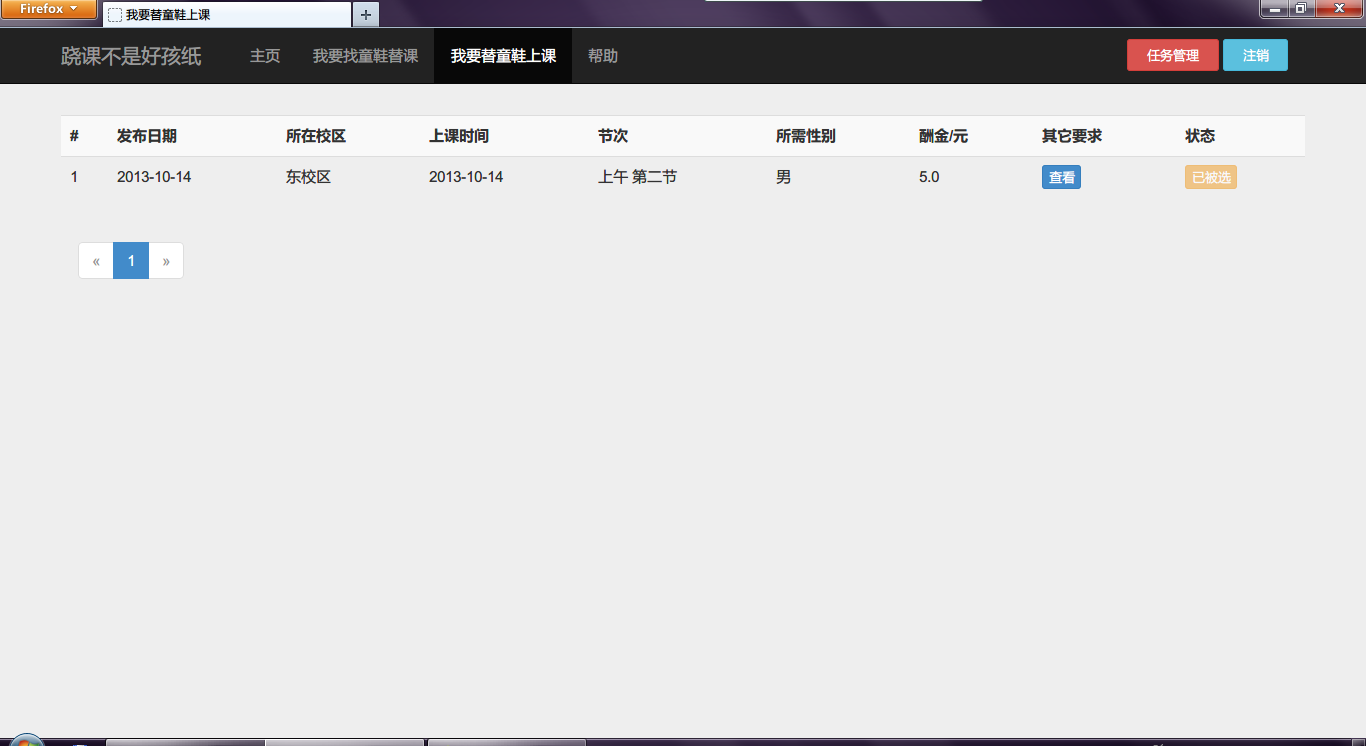 Firefox
我要替童鞋上课
跷课不是好孩纸 主页 我要找童鞋替课 我要替童鞋上课 帮助 任务管理 注销
# 发布日期 所在校区 上课时间 节次 所需性别 酬金/元 其它要求 状态
1 2013-10-14 东校区 2013-10-14 上午 第二节 男 5.0 查看 已被选
« 1 »